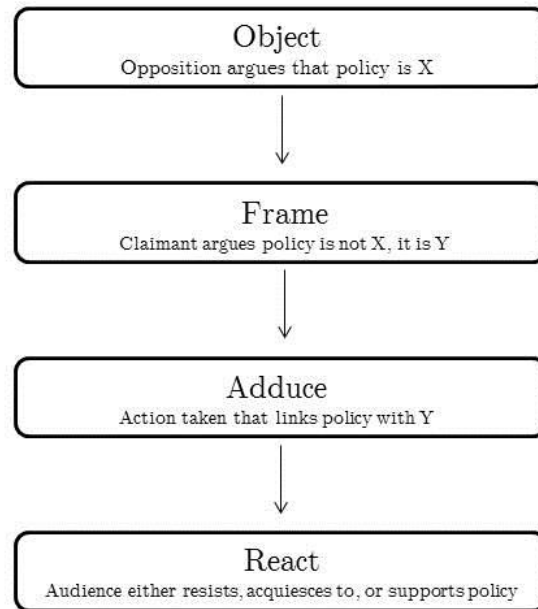 Object
Opposition argues that policy is X
Frame
Claimant argues policy is not X, it is Y
Adduce
Action taken that links policy with Y
React
Audience either resists, acquiesces to, or supports policy